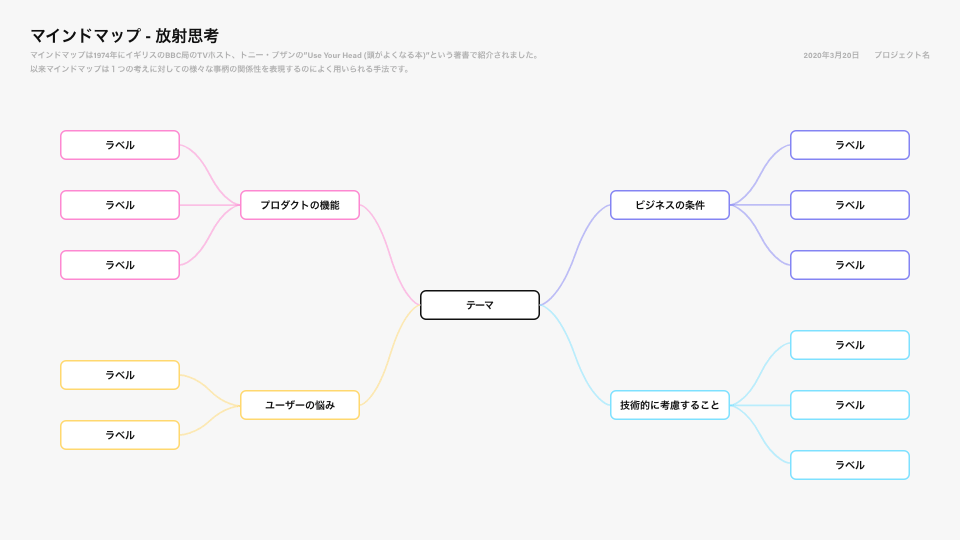 マインドマップ - 放射思考
マインドマップは1974年にイギリスのBBC局のTVホスト、トニー・ブザンの"Use Your Head (頭がよくなる本)"という著書で紹介されました。
以来マインドマップは１つの考えに対しての様々な事柄の関係性を表現するのによく用いられる手法です。
2020年3月20日 プロジェクト名
ラベル
ラベル
ラベル
プロダクトの機能
ラベル
ラベル
ユーザーの悩み
テーマ
ビジネスの条件
ラベル
ラベル
ラベル
技術的に考慮すること
ラベル
ラベル
ラベル